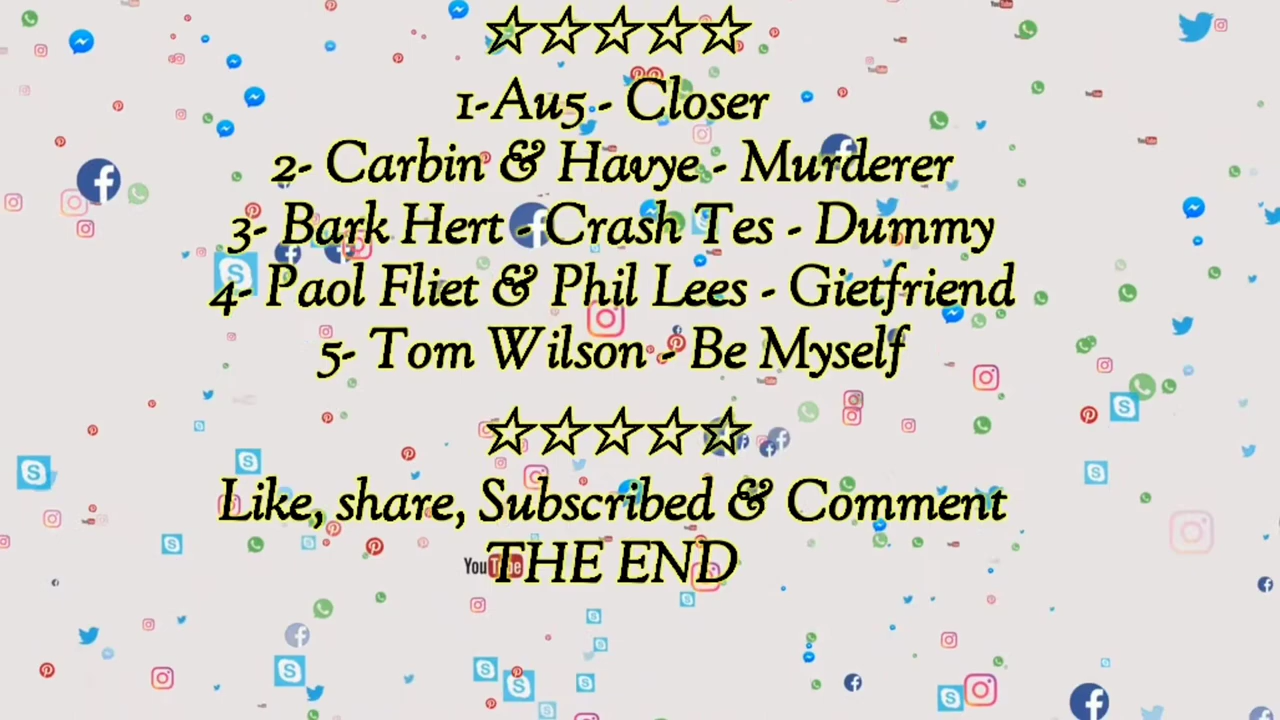 ☆☆☆☆☆
1-Au5 - Closer
2- Carbin & Havye - Murderer
3- Bark Hert - Crash Tes - Dummy
4- Paol Fliet & Phil Lees - Gietfriend
5- Tom Wilson - Be Myself
☆☆☆☆☆
Like, share, Subscribed & Comment
YouTube
THE END